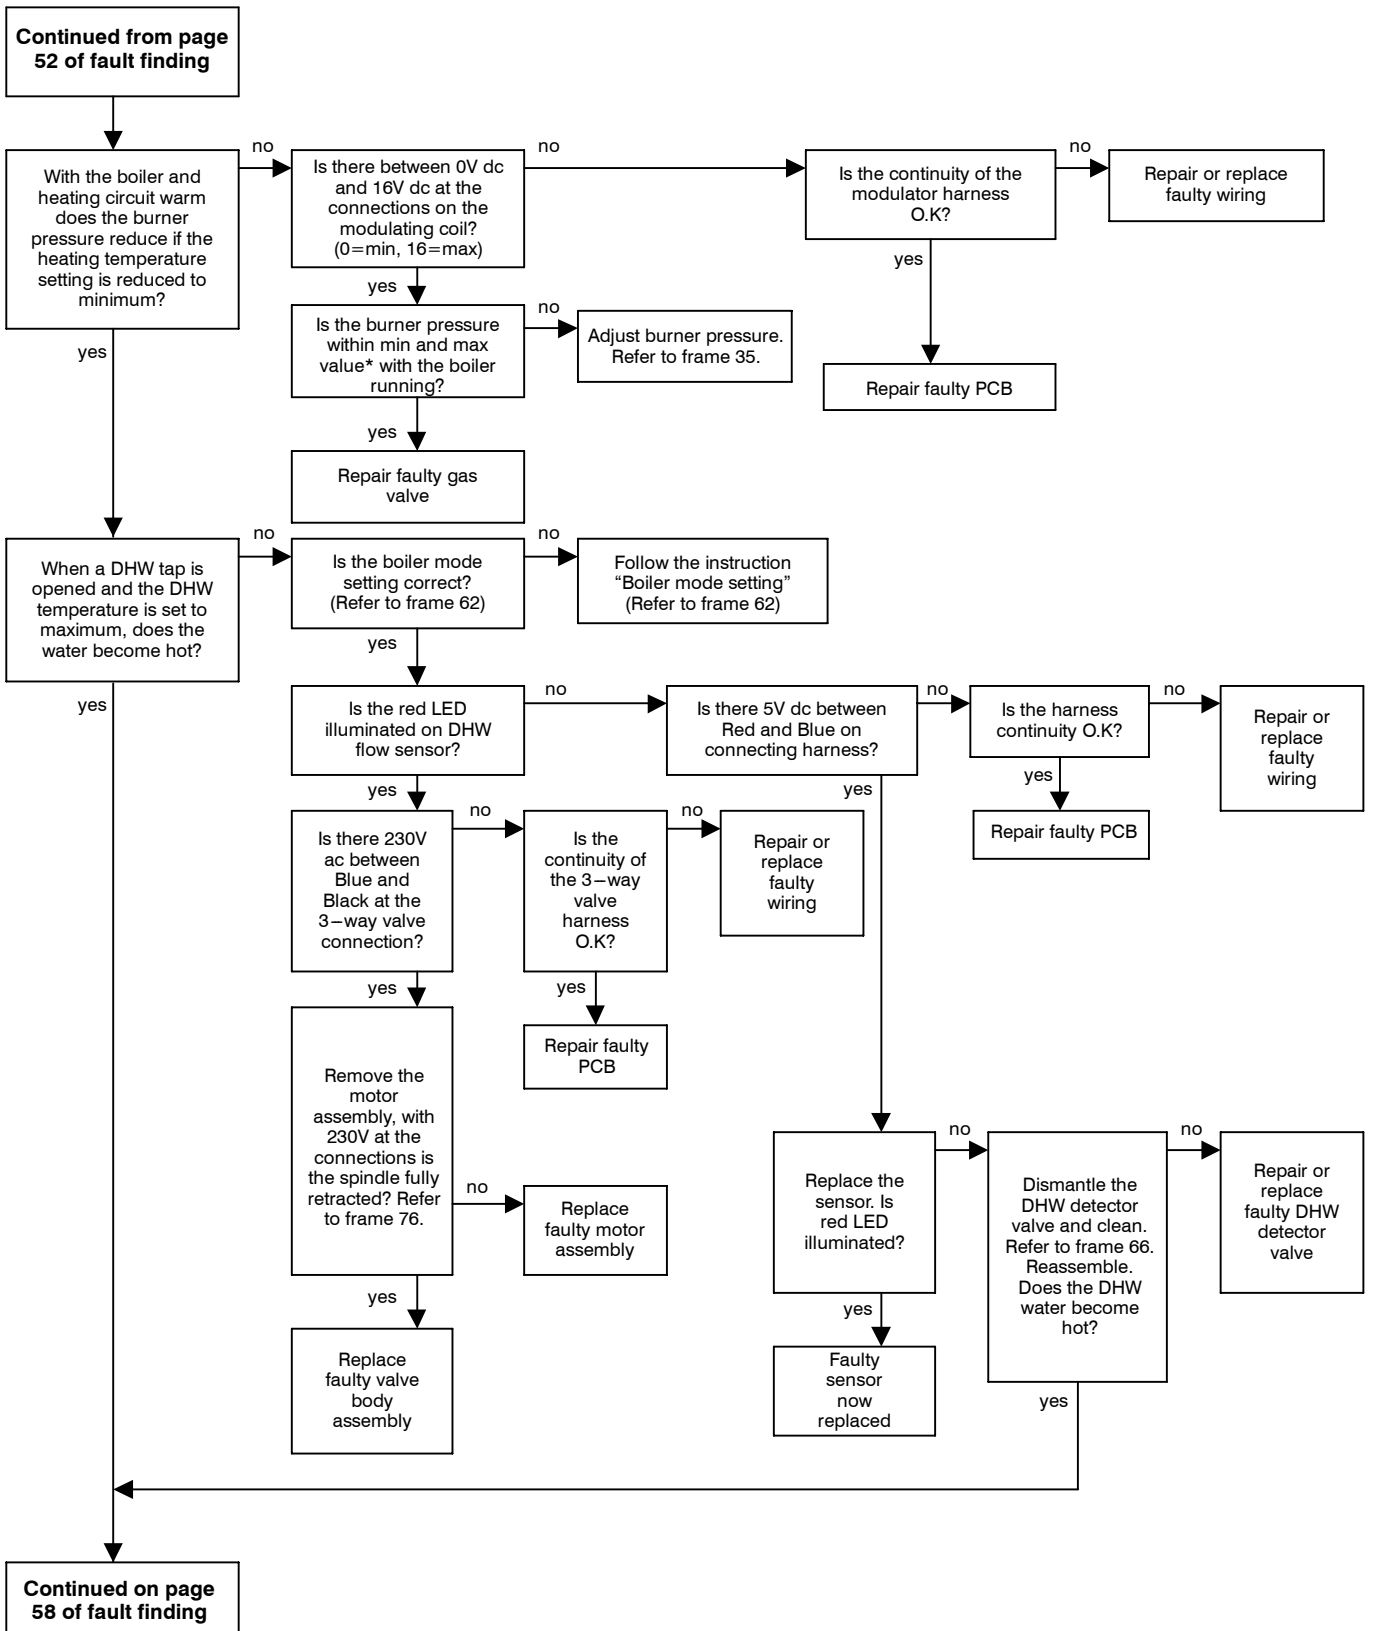 Continued from page
52 of fault finding
no
no
no
With the boiler and
heating circuit warm
does the burner
pressure reduce if the
heating temperature
setting is reduced to
minimum?
Is there between 0V dc
and 16V dc at the
connections on the
modulating coil?
(0=min, 16=max)
Is the continuity of the
modulator harness
O.K?
Repair or replace
faulty wiring
yes
yes
no
Is the burner pressure
within min and max
value* with the boiler
running?
Adjust burner pressure.
Refer to frame 35.
yes
Repair faulty PCB
yes
Repair faulty gas
valve
no
no
When a DHW tap is
opened and the DHW
temperature is set to
maximum, does the
water become hot?
Is the boiler mode
setting correct?
(Refer to frame 62)
Follow the instruction
“Boiler mode setting”
(Refer to frame 62)
yes
yes
no
no
no
Is the red LED
illuminated on DHW
flow sensor?
Is there 5V dc between
Red and Blue on
connecting harness?
Is the harness
continuity O.K?
Repair or
replace
faulty
wiring
yes
yes
yes
no
no
Is there 230V
ac between
Blue and
Black at the
3−way valve
connection?
Is the
continuity of
the 3−way
valve
harness
O.K?
Repair or
replace
faulty
wiring
Repair faulty PCB
yes
yes
Repair faulty
PCB
Remove the
motor
assembly, with
230V at the
connections is
the spindle fully
retracted? Refer
to frame 76.
no
Replace
faulty motor
assembly
no
no
Replace the
sensor. Is
red LED
illuminated?
Dismantle the
DHW detector
valve and clean.
Refer to frame 66.
Reassemble.
Does the DHW
water become
hot?
Repair or
replace
faulty DHW
detector
valve
yes
yes
Replace
faulty valve
body
assembly
Faulty
sensor
now
replaced
yes
Continued on page
58 of fault finding